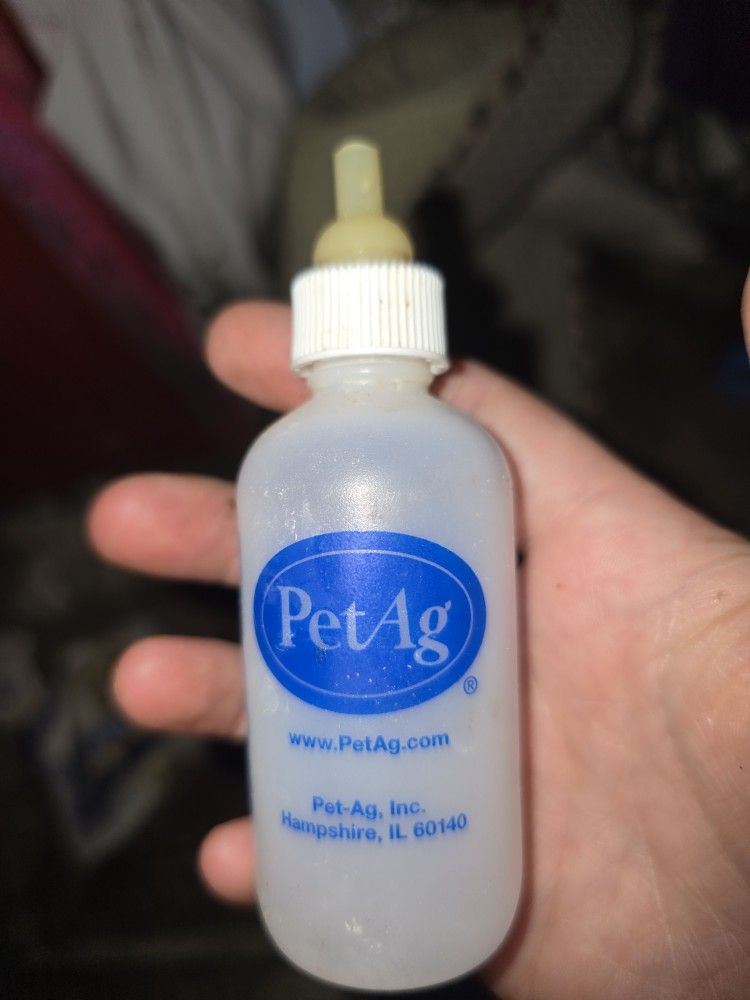 PetAg
®
www.PetAg.com
Pet-Ag, Inc.
Hampshire, IL 60140